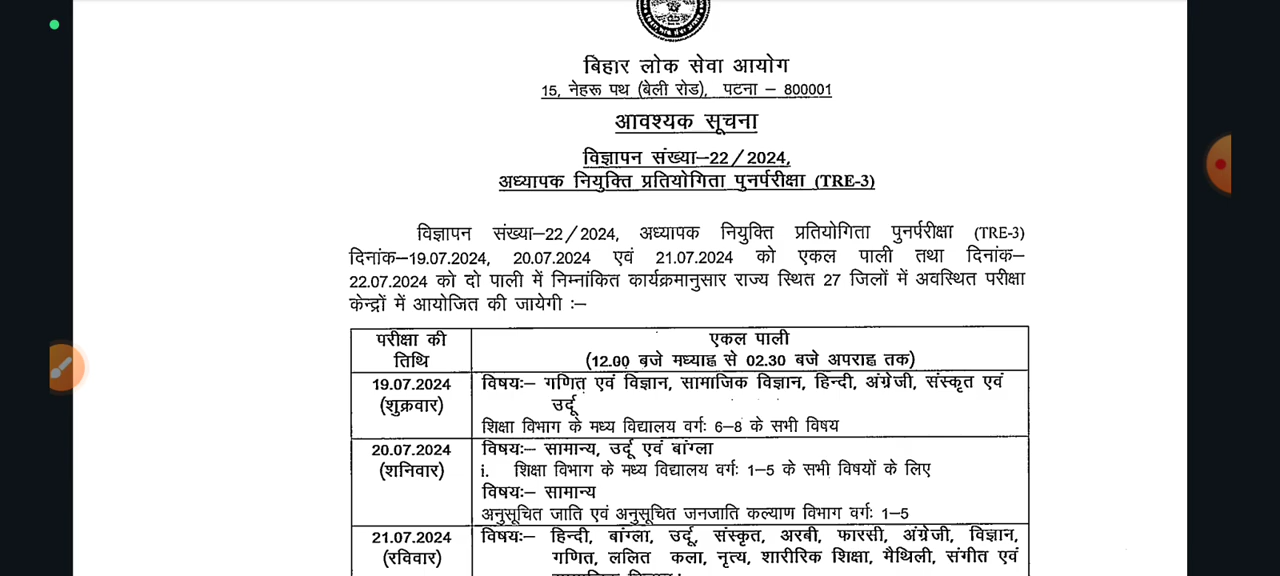 बिहार लोक सेवा आयोग
15, नेहरू पथ (बेली रोड), पटना – 800001
आवश्यक सूचना
विज्ञापन संख्या–22/2024,
अध्यापक नियुक्ति प्रतियोगिता पुनर्परीक्षा (TRE-3)
विज्ञापन संख्या–22/2024, अध्यापक नियुक्ति प्रतियोगिता पुनर्परीक्षा (TRE-3)
दिनांक–19.07.2024, 20.07.2024 एवं 21.07.2024 को एकल पाली तथा दिनांक–
22.07.2024 को दो पाली में निम्नांकित कार्यक्रमानुसार राज्य स्थित 27 जिलों में अवस्थित परीक्षा
केन्द्रों में आयोजित की जायेगी :–
परीक्षा की
तिथि
एकल पाली
(12.00 बजे मध्याह्न से 02.30 बजे अपराह्न तक)
19.07.2024
(शुक्रवार)
विषयः– गणित एवं विज्ञान, सामाजिक विज्ञान, हिन्दी, अंग्रेजी, संस्कृत एवं
उर्दू
शिक्षा विभाग के मध्य विद्यालय वर्गः 6–8 के सभी विषय
20.07.2024
(शनिवार)
विषयः– सामान्य, उर्दू एवं बांग्ला
i. शिक्षा विभाग के मध्य विद्यालय वर्गः 1–5 के सभी विषयों के लिए
विषयः– सामान्य
अनुसूचित जाति एवं अनुसूचित जनजाति कल्याण विभाग वर्गः 1–5
21.07.2024
(रविवार)
विषयः– हिन्दी, बांग्ला, उर्दू, संस्कृत, अरबी, फारसी, अंग्रेजी, विज्ञान,
गणित, ललित कला, नृत्य, शारीरिक शिक्षा, मैथिली, संगीत एवं